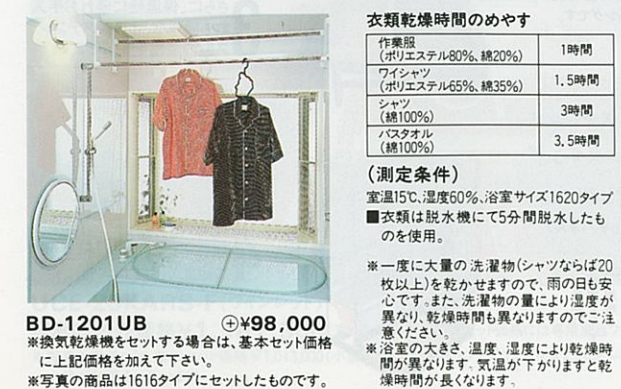 BD-1201UB ⊕¥98,000
※換気乾燥機をセットする場合は、基本セット価格
に上記価格を加えて下さい。
※写真の商品は1616タイプにセットしたものです。
衣類乾燥時間のめやす
作業服
(ポリエステル80%、綿20%) 1時間
ワイシャツ
(ポリエステル65%、綿35%) 1.5時間
シャツ
(綿100%) 3時間
バスタオル
(綿100%) 3.5時間
(測定条件)
室温15℃、湿度60%、浴室サイズ1620タイプ
■衣類は脱水機にて5分間脱水したも
のを使用。
※一度に大量の洗濯物(シャツならば20
枚以上)を乾かせますので、雨の日も安
心です。また、洗濯物の量により湿度が
異なり、乾燥時間も異なりますのでご注
意ください。
※浴室の大きさ、温度、湿度により乾燥時
間が異なります。気温が下がりますと乾
燥時間が長くなります